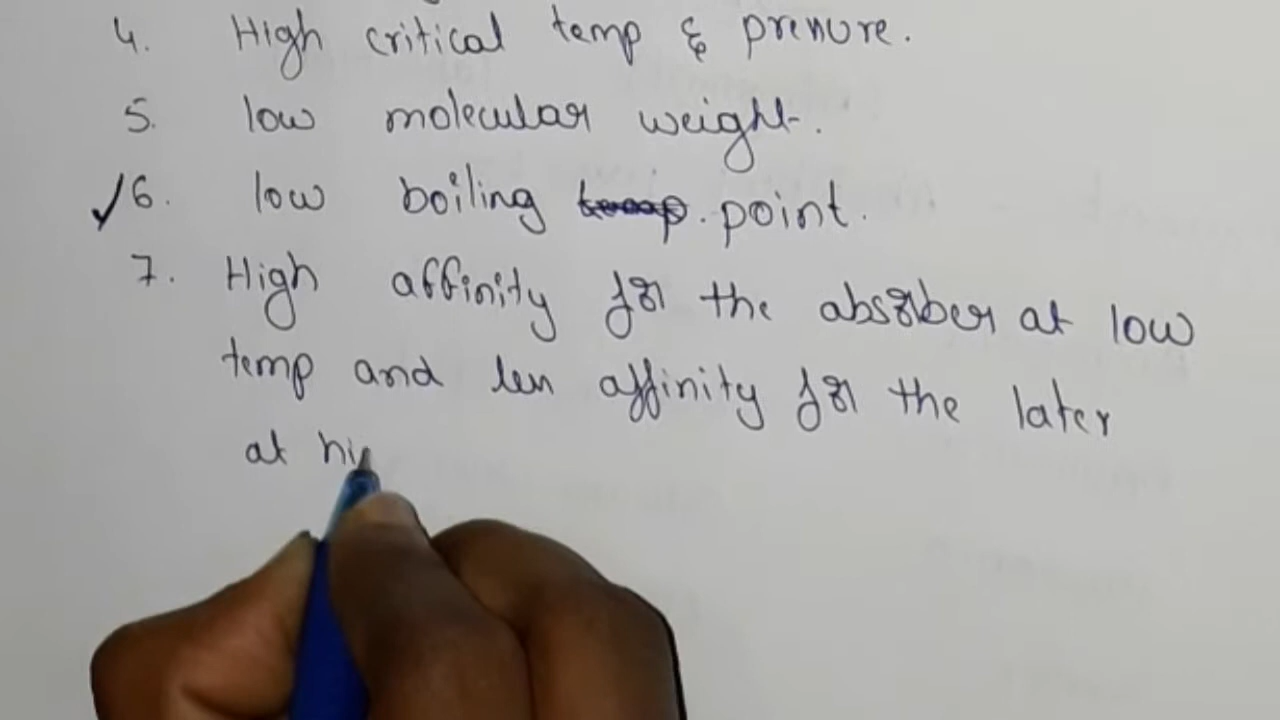 4. High critical temp & pressure.
5. low molecular weight.
6. low boiling point.
7. High affinity for the absorber at low
temp and less affinity for the later
at hi